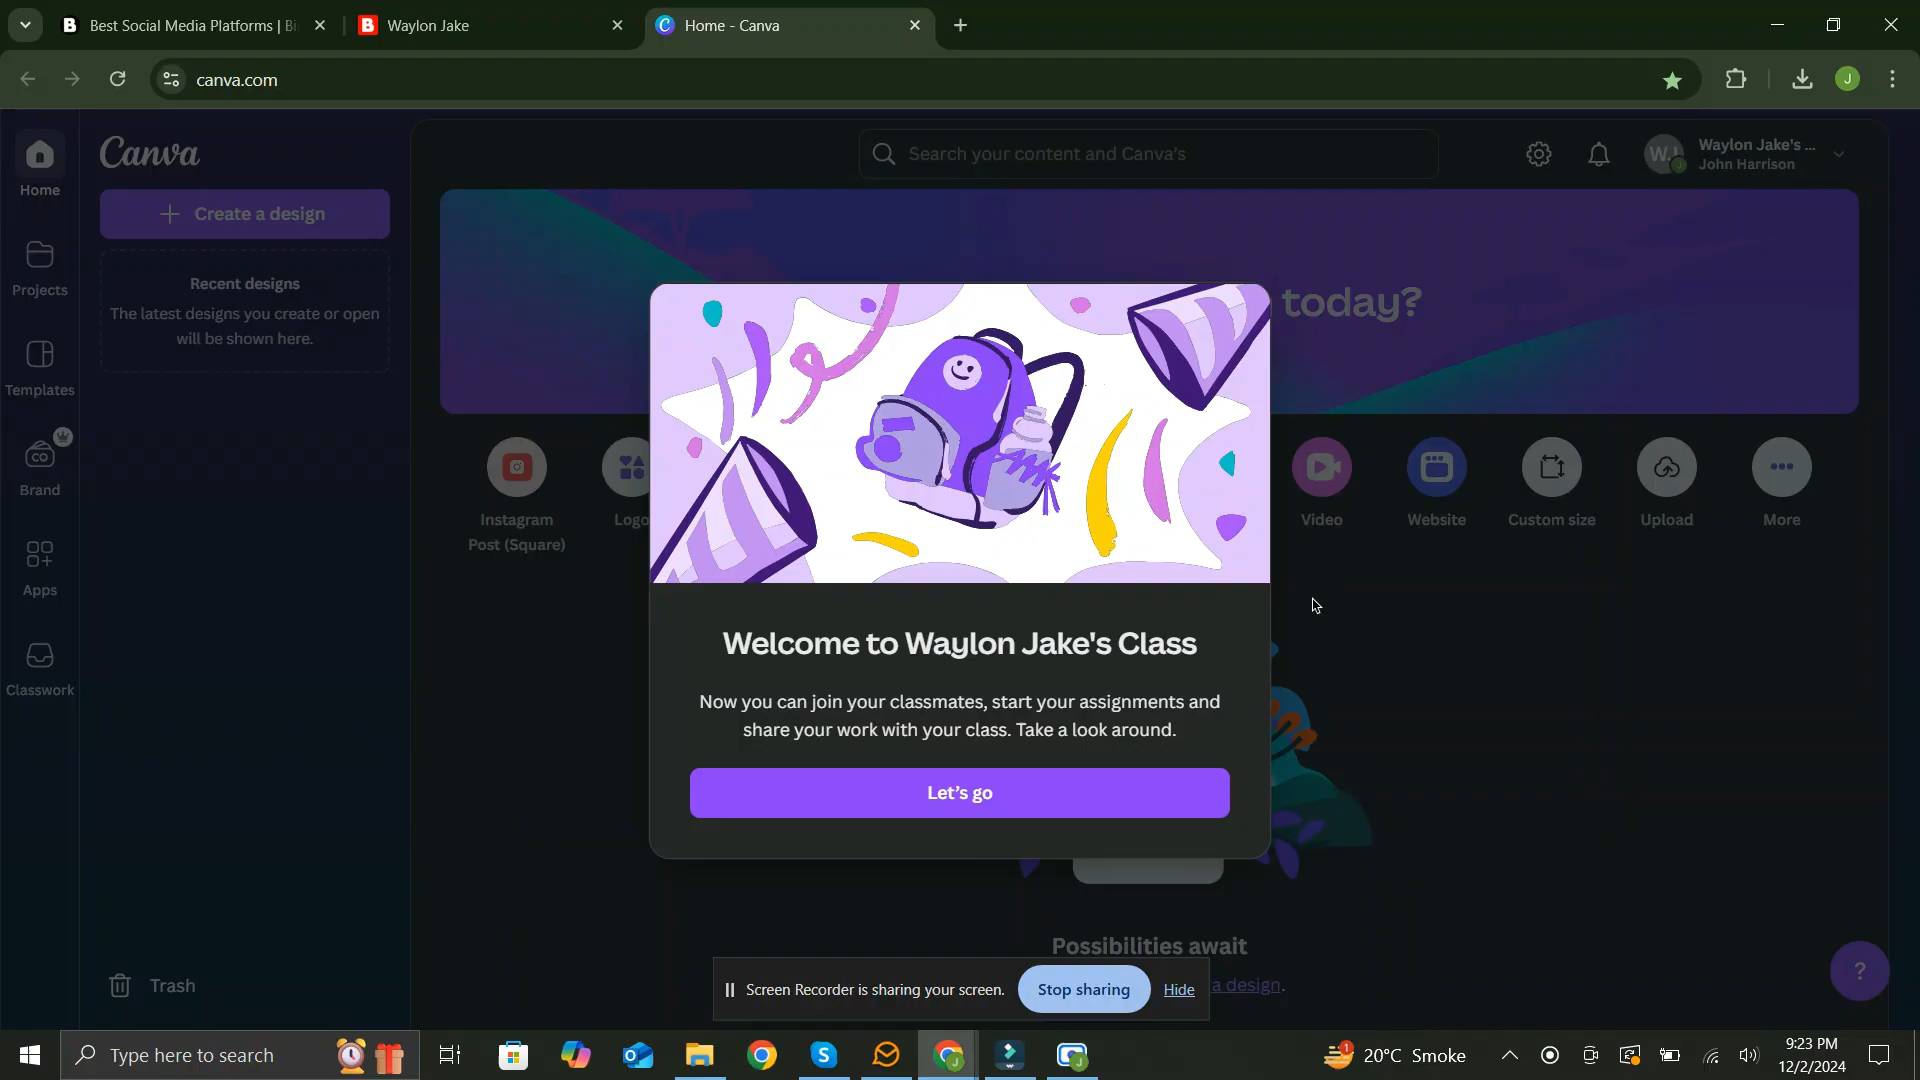 Best Social Media Platforms | Bi
Waylon Jake
Home - Canva
canva.com
J
Canva
Search your content and Canva's
WJ
Waylon Jake's ...
John Harrison
Home
Create a design
Recent designs
The latest designs you create or open
will be shown here.
Projects
Templates
Brand
Apps
Classwork
today?
Instagram
Post (Square)
Logo
Video
Website
Custom size
Upload
More
Welcome to Waylon Jake's Class
Now you can join your classmates, start your assignments and
share your work with your class. Take a look around.
Let's go
Possibilities await
a design.
Trash
Screen Recorder is sharing your screen.
Stop sharing
Hide
?
Type here to search
1
20°C Smoke
9:23 PM
12/2/2024